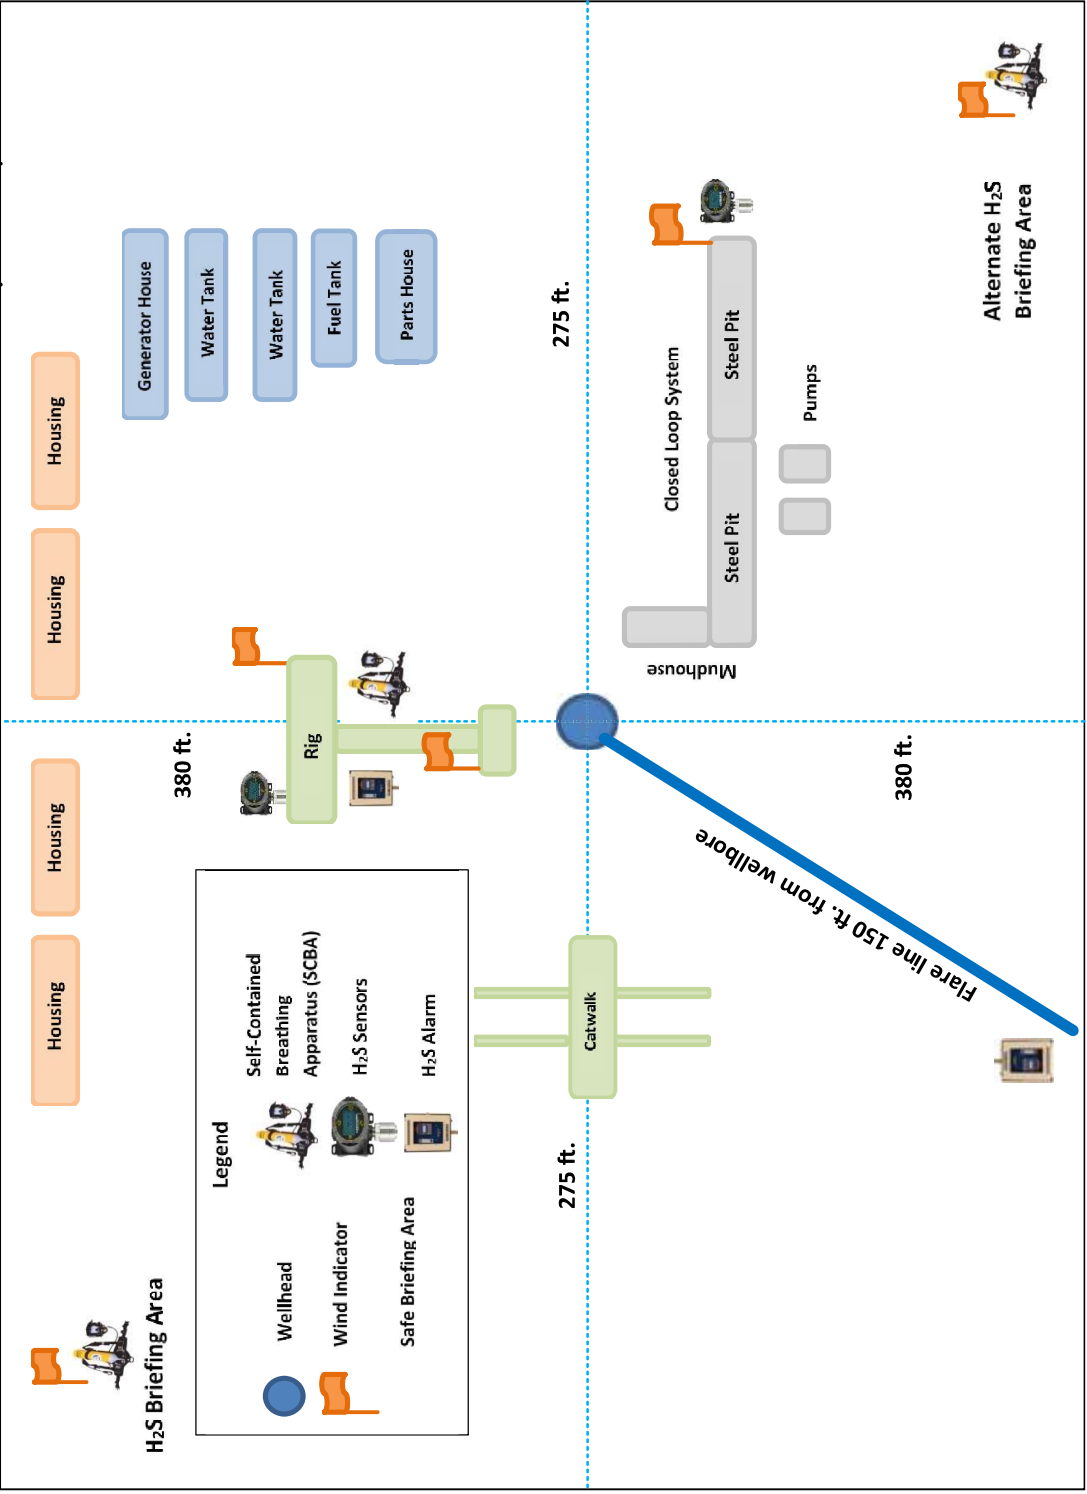 Housing
Housing
Housing
Housing
Generator House
Water Tank
Water Tank
Fuel Tank
Parts House
H₂S Briefing Area
380 ft.
Rig
Legend
Wellhead
Wind Indicator
Safe Briefing Area
Self-Contained
Breathing
Apparatus (SCBA)
H₂S Sensors
H₂S Alarm
275 ft.
Catwalk
275 ft.
Closed Loop System
Mudhouse
Steel Pit
Steel Pit
Pumps
Flare line 150 ft. from wellbore
380 ft.
Alternate H₂S
Briefing Area